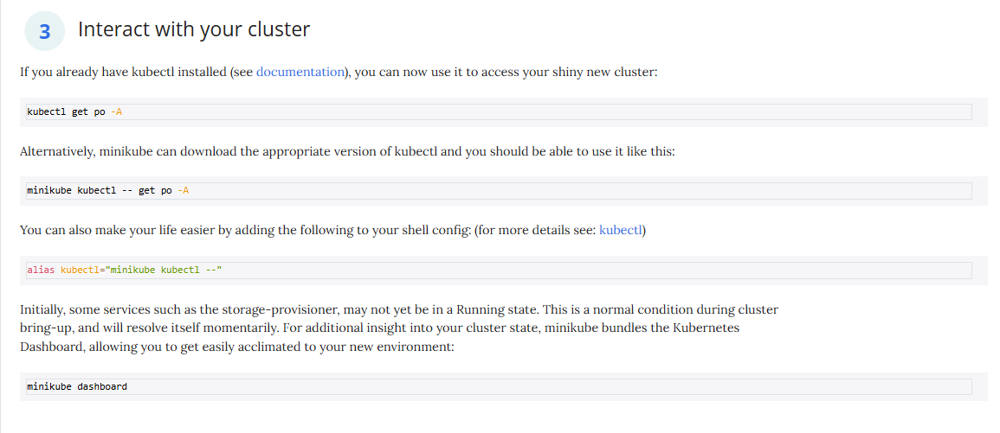 3
Interact with your cluster
If you already have kubectl installed (see documentation), you can now use it to access your shiny new cluster:
kubectl get po -A
Alternatively, minikube can download the appropriate version of kubectl and you should be able to use it like this:
minikube kubectl -- get po -A
You can also make your life easier by adding the following to your shell config: (for more details see: kubectl)
alias kubectl="minikube kubectl --"
Initially, some services such as the storage-provisioner, may not yet be in a Running state. This is a normal condition during cluster
bring-up, and will resolve itself momentarily. For additional insight into your cluster state, minikube bundles the Kubernetes
Dashboard, allowing you to get easily acclimated to your new environment:
minikube dashboard